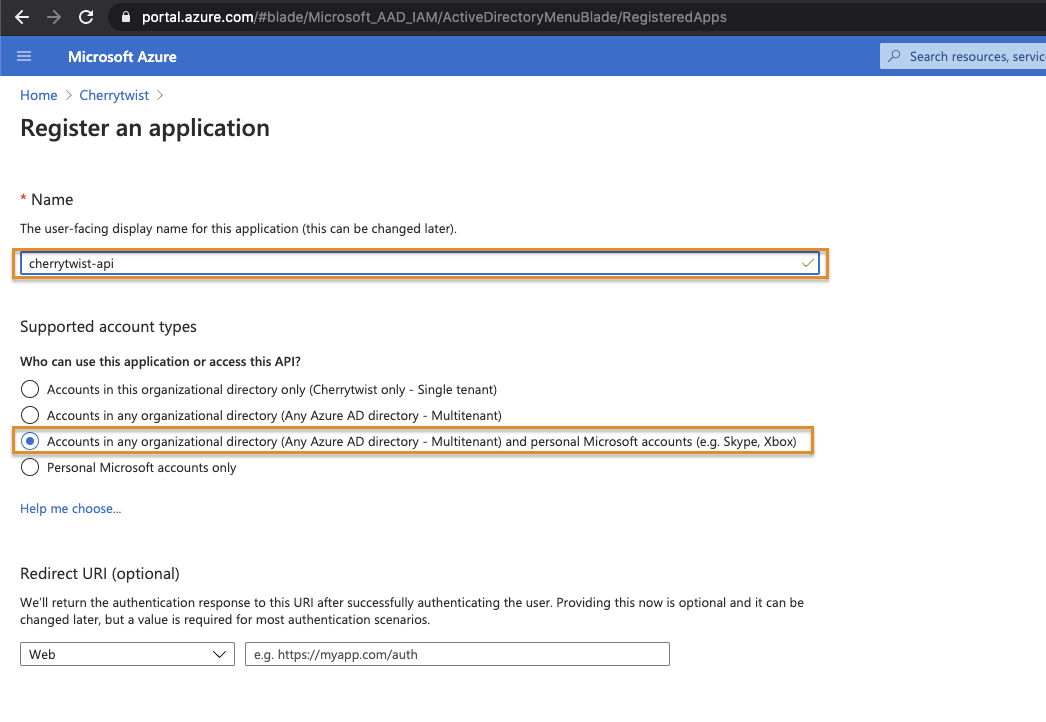 portal.azure.com/#blade/Microsoft_AAD_IAM/ActiveDirectoryMenuBlade/RegisteredApps
Microsoft Azure
Search resources, servic
Home > Cherrytwist >
Register an application
* Name
The user-facing display name for this application (this can be changed later).
cherrytwist-api
Supported account types
Who can use this application or access this API?
Accounts in this organizational directory only (Cherrytwist only - Single tenant)
Accounts in any organizational directory (Any Azure AD directory - Multitenant)
Accounts in any organizational directory (Any Azure AD directory - Multitenant) and personal Microsoft accounts (e.g. Skype, Xbox)
Personal Microsoft accounts only
Help me choose...
Redirect URI (optional)
We'll return the authentication response to this URI after successfully authenticating the user. Providing this now is optional and it can be
changed later, but a value is required for most authentication scenarios.
Web
e.g. https://myapp.com/auth